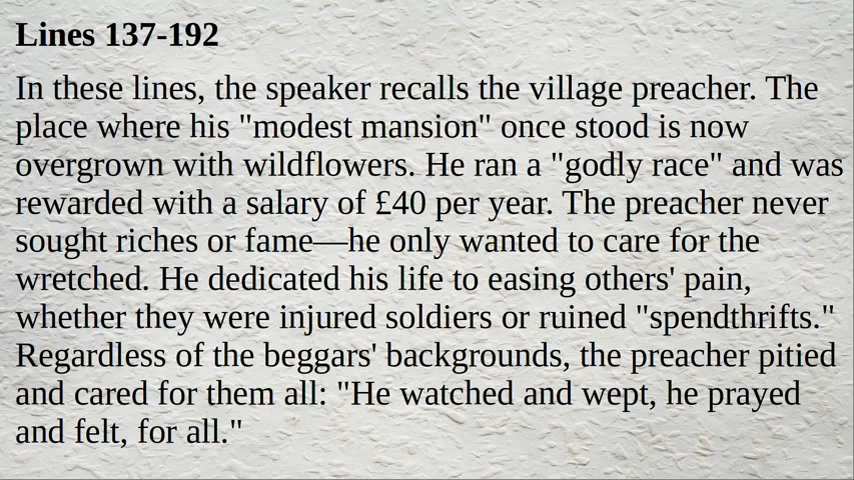 Lines 137-192
In these lines, the speaker recalls the village preacher. The
place where his "modest mansion" once stood is now
overgrown with wildflowers. He ran a "godly race" and was
rewarded with a salary of £40 per year. The preacher never
sought riches or fame—he only wanted to care for the
wretched. He dedicated his life to easing others' pain,
whether they were injured soldiers or ruined "spendthrifts."
Regardless of the beggars' backgrounds, the preacher pitied
and cared for them all: "He watched and wept, he prayed
and felt, for all."